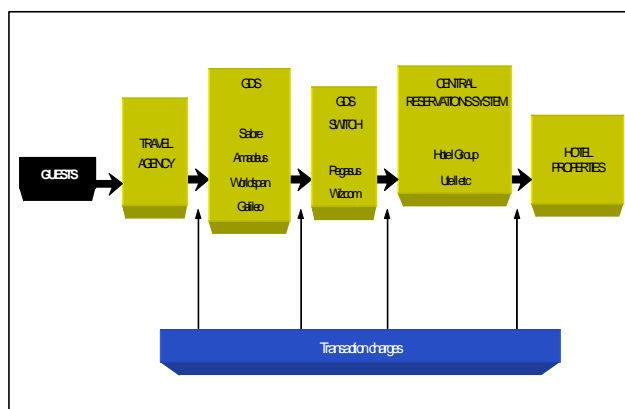 GUESTS
TRAVEL
AGENCY
GDS
Sabre
Amadeus
Worldspan
Galileo
GDS
SWITCH
Pegasus
Wizcom
CENTRAL
RESERVATIONS SYSTEM
Hotel Group
Utell etc
HOTEL
PROPERTIES
Transaction charges